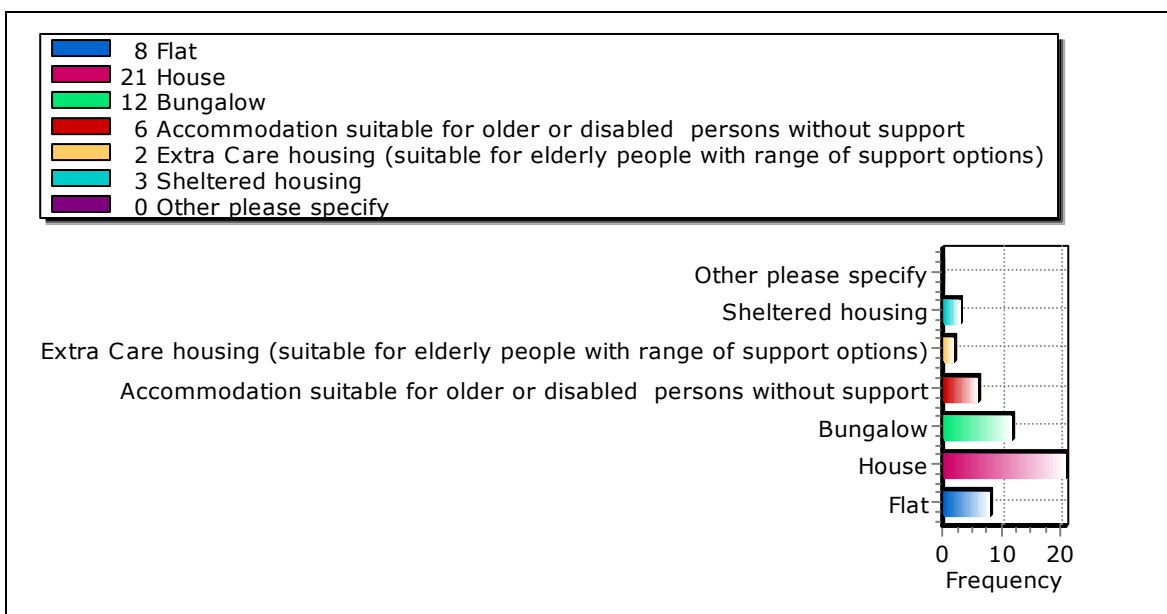 8 Flat
21 House
12 Bungalow
6 Accommodation suitable for older or disabled  persons without support
2 Extra Care housing (suitable for elderly people with range of support options)
3 Sheltered housing
0 Other please specify
Other please specify
Sheltered housing
Extra Care housing (suitable for elderly people with range of support options)
Accommodation suitable for older or disabled  persons without support
Bungalow
House
Flat
0 10 20
Frequency